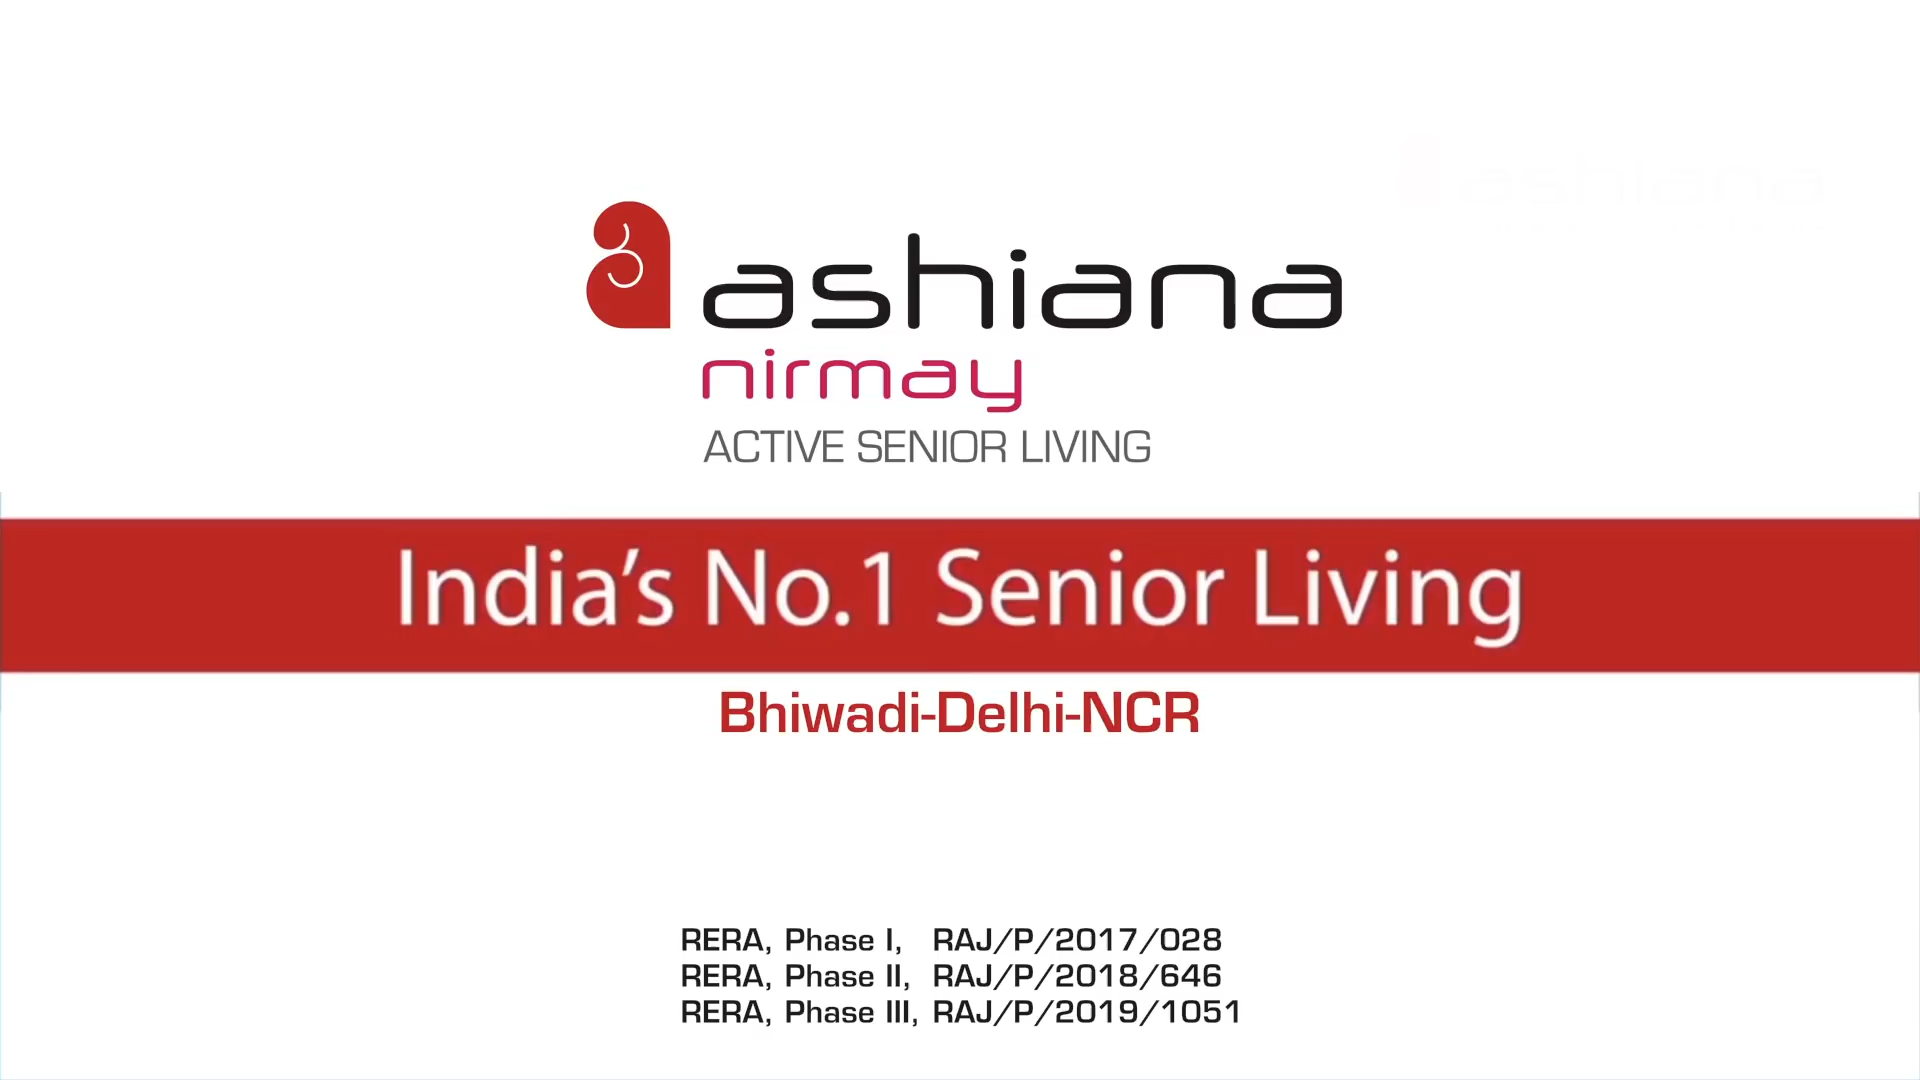 ashiana
ashiana
nirmay
ACTIVE SENIOR LIVING
India's No.1 Senior Living
Bhiwadi-Delhi-NCR
RERA, Phase I, RAJ/P/2017/028
RERA, Phase II, RAJ/P/2018/646
RERA, Phase III, RAJ/P/2019/1051